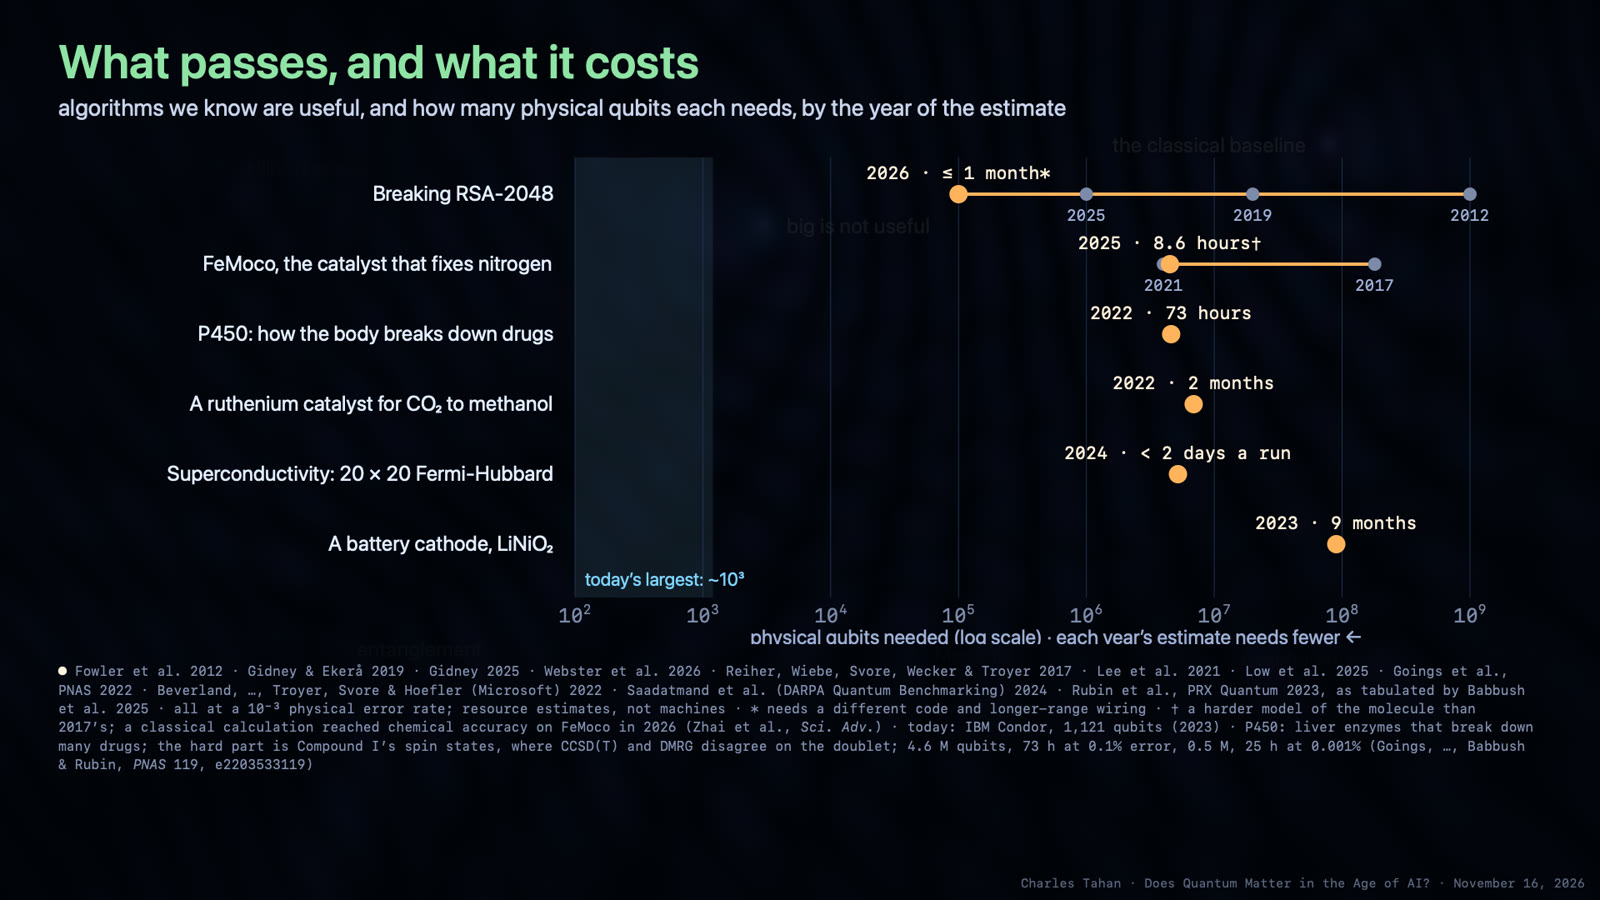 What passes, and what it costs
algorithms we know are useful, and how many physical qubits each needs, by the year of the estimate
the classical baseline
2026 · ≤ 1 month*
Breaking RSA-2048
2025
2019
2012
big is not useful
2025 · 8.6 hours†
FeMoco, the catalyst that fixes nitrogen
2021
2017
2022 · 73 hours
P450: how the body breaks down drugs
2022 · 2 months
A ruthenium catalyst for CO₂ to methanol
2024 · < 2 days a run
Superconductivity: 20 × 20 Fermi-Hubbard
2023 · 9 months
A battery cathode, LiNiO₂
today's largest: ~10³
10² 10³ 10⁴ 10⁵ 10⁶ 10⁷ 10⁸ 10⁹
physical qubits needed (log scale) · each year's estimate needs fewer ←
entanglement
Fowler et al. 2012 · Gidney & Ekerå 2019 · Gidney 2025 · Webster et al. 2026 · Reiher, Wiebe, Svore, Wecker & Troyer 2017 · Lee et al. 2021 · Low et al. 2025 · Goings et al.,
PNAS 2022 · Beverland, …, Troyer, Svore & Hoefler (Microsoft) 2022 · Saadatmand et al. (DARPA Quantum Benchmarking) 2024 · Rubin et al., PRX Quantum 2023, as tabulated by Babbush
et al. 2025 · all at a 10⁻³ physical error rate; resource estimates, not machines · * needs a different code and longer-range wiring · † a harder model of the molecule than
2017's; a classical calculation reached chemical accuracy on FeMoco in 2026 (Zhai et al., Sci. Adv.) · today: IBM Condor, 1,121 qubits (2023) · P450: liver enzymes that break down
many drugs; the hard part is Compound I's spin states, where CCSD(T) and DMRG disagree on the doublet; 4.6 M qubits, 73 h at 0.1% error, 0.5 M, 25 h at 0.001% (Goings, …, Babbush
& Rubin, PNAS 119, e2203533119)
Charles Tahan · Does Quantum Matter in the Age of AI? · November 16, 2026